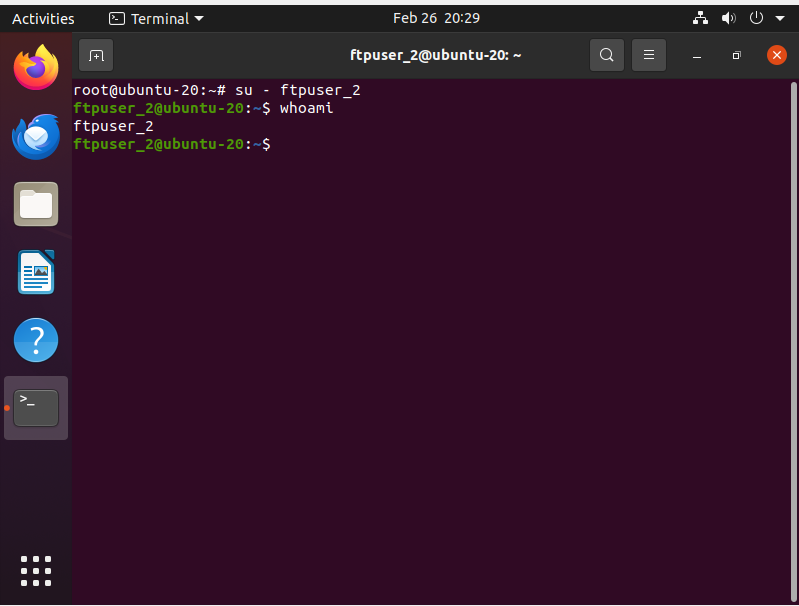 Activities Terminal Feb 26 20:29
ftpuser_2@ubuntu-20: ~
root@ubuntu-20:~# su - ftpuser_2
ftpuser_2@ubuntu-20:~$ whoami
ftpuser_2
ftpuser_2@ubuntu-20:~$
?
>_